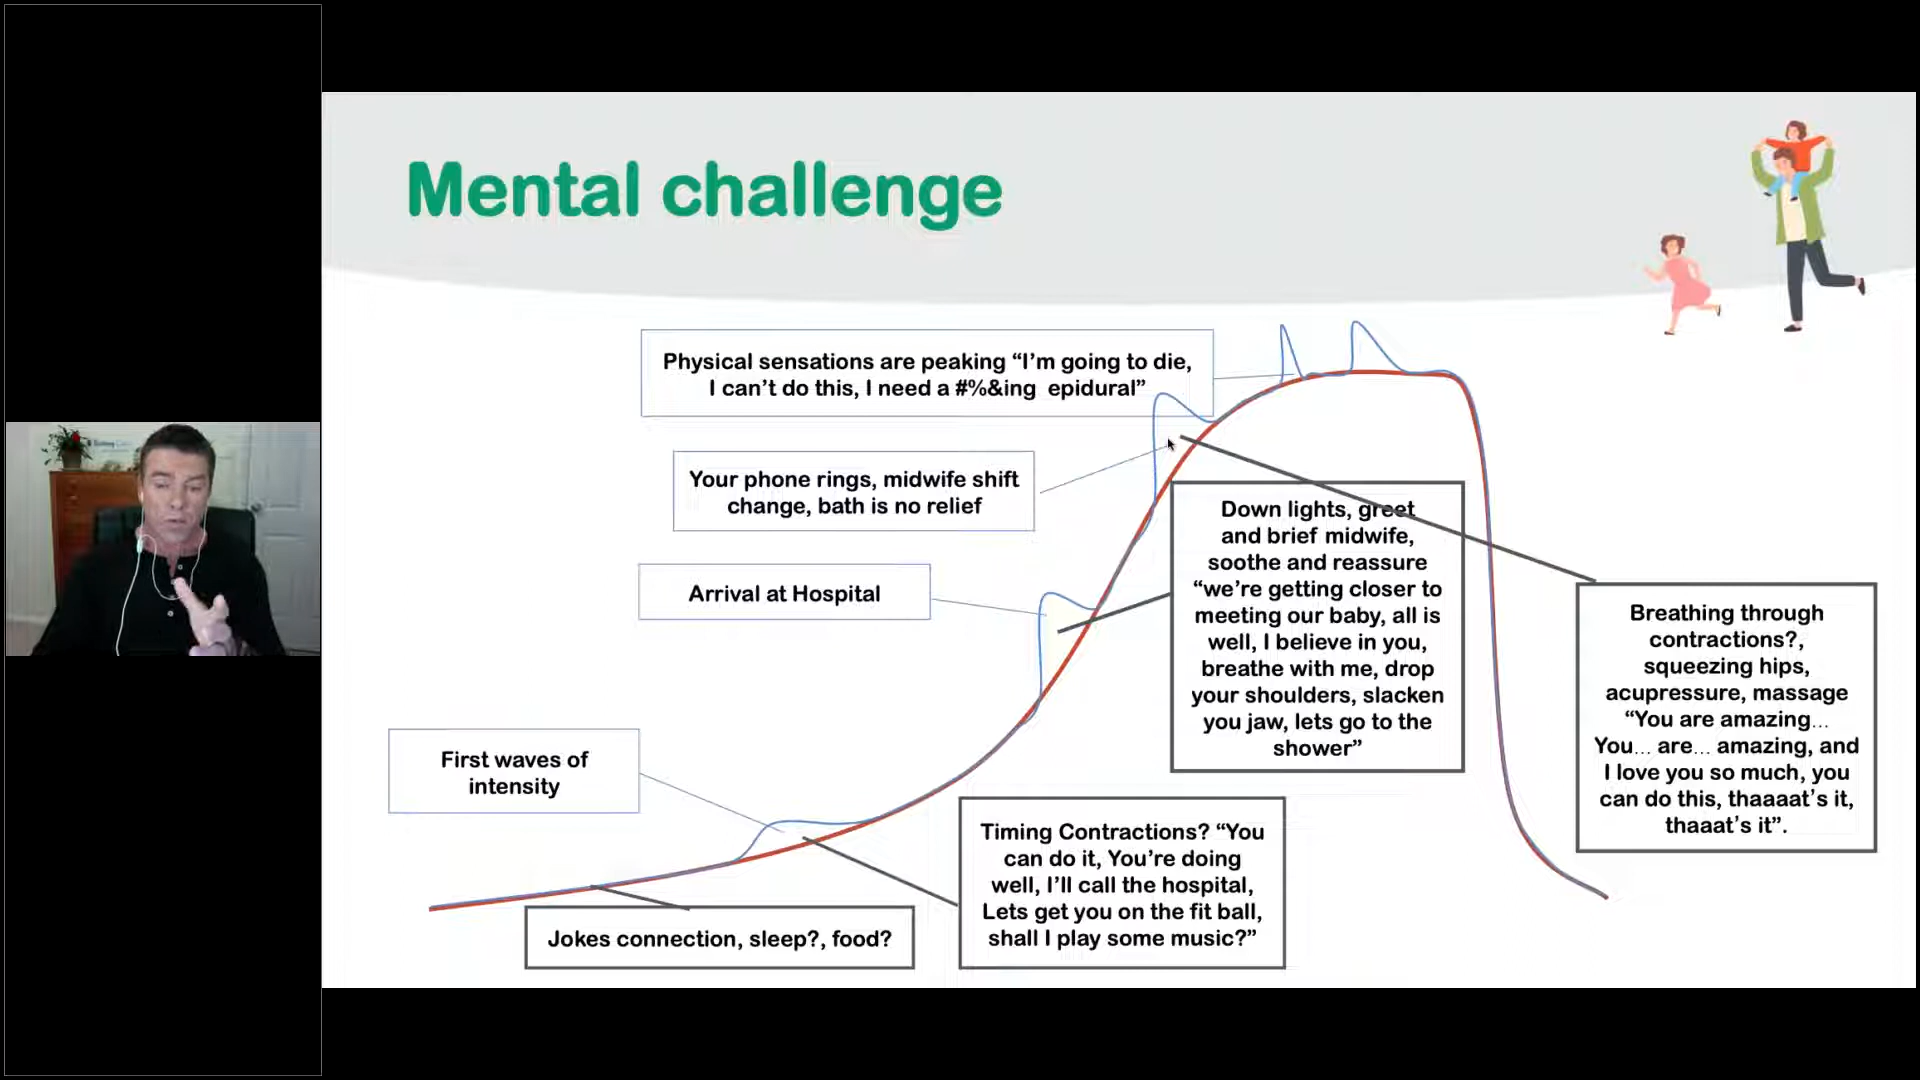 Mental challenge
Physical sensations are peaking “I’m going to die,
I can’t do this, I need a #%&ing epidural”
Your phone rings, midwife shift
change, bath is no relief
Arrival at Hospital
First waves of
intensity
Down lights, greet
and brief midwife,
soothe and reassure
“we’re getting closer to
meeting our baby, all is
well, I believe in you,
breathe with me, drop
your shoulders, slacken
you jaw, lets go to the
shower”
Breathing through
contractions?,
squeezing hips,
acupressure, massage
“You are amazing...
You... are... amazing, and
I love you so much, you
can do this, thaaaat’s it,
thaaat’s it”.
Timing Contractions? “You
can do it, You’re doing
well, I’ll call the hospital,
Lets get you on the fit ball,
shall I play some music?”
Jokes connection, sleep?, food?